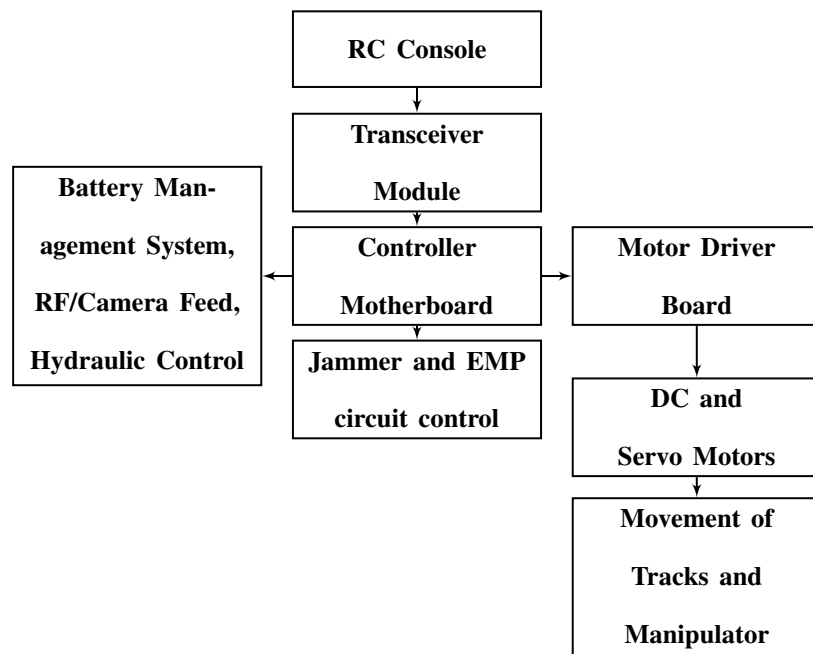 RC Console
Transceiver
Module
Battery Man-
agement System,
RF/Camera Feed,
Hydraulic Control
Controller
Motherboard
Motor Driver
Board
Jammer and EMP
circuit control
DC and
Servo Motors
Movement of
Tracks and
Manipulator